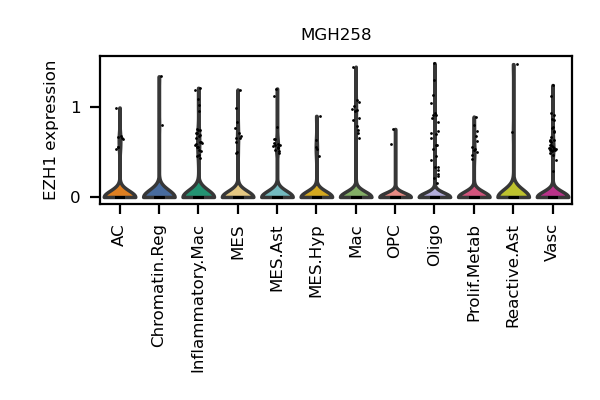 MGH258
EZH1 expression
1
0
AC
Chromatin.Reg
Inflammatory.Mac
MES
MES.Ast
MES.Hyp
Mac
OPC
Oligo
Prolif.Metab
Reactive.Ast
Vasc